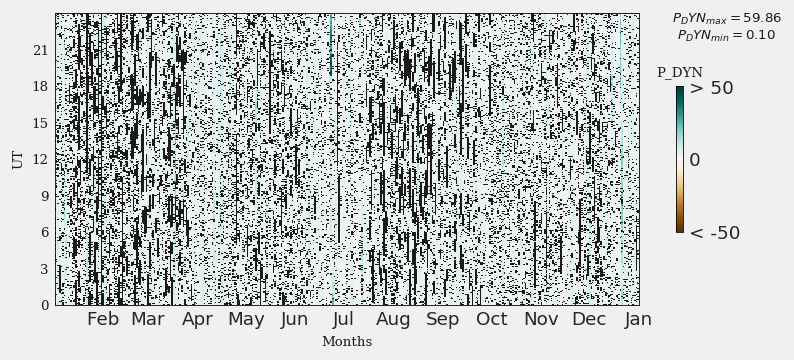 P_DYN_max = 59.86
P_DYN_min = 0.10
P_DYN
> 50
0
< -50
UT
21
18
15
12
9
6
3
0
Feb Mar Apr May Jun Jul Aug Sep Oct Nov Dec Jan
Months